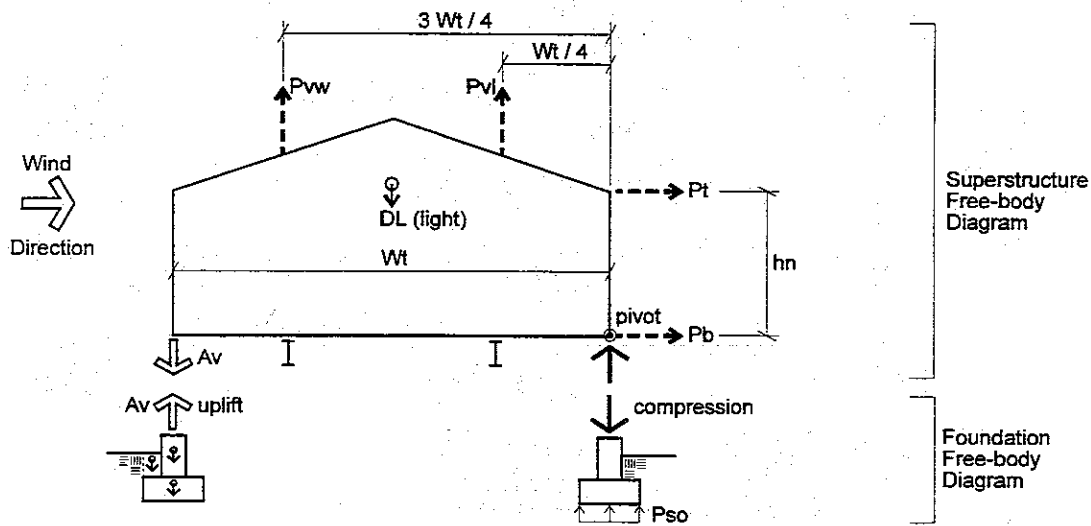 3 Wt / 4
Wt / 4
Pvw
Pvl
Wind
Direction
Pt
DL (light)
Wt
hn
pivot
Pb
Av
Av
uplift
compression
Pso
Superstructure
Free-body
Diagram
Foundation
Free-body
Diagram